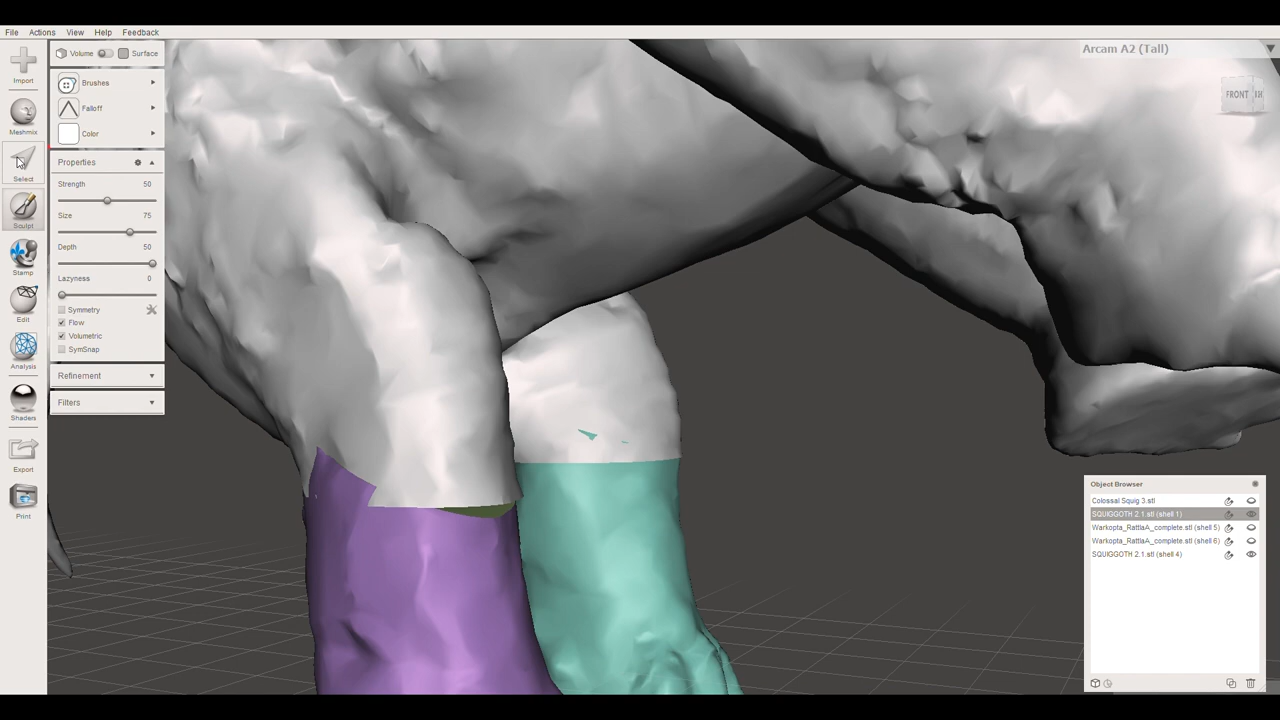 File Actions View Help Feedback
Arcam A2 (Tall)
FRONT
Import
Meshmix
Select
Sculpt
Stamp
Edit
Analysis
Shaders
Export
Print
Volume Surface
Brushes
Falloff
Color
Properties
Strength 50
Size 75
Depth 50
Lazyness 0
Symmetry
Flow
Volumetric
SymSnap
Refinement
Filters
Object Browser
Colossal Squig 3.stl
SQUIGGOTH 2.1.stl (shell 1)
Warkopta_RattlaA_complete.stl (shell 5)
Warkopta_RattlaA_complete.stl (shell 6)
SQUIGGOTH 2.1.stl (shell 4)